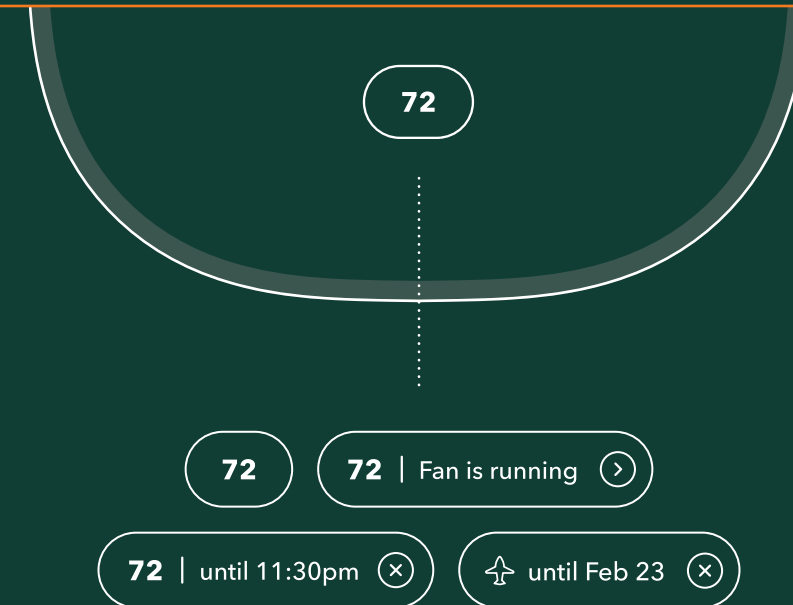 72
72
72 | Fan is running
72 | until 11:30pm
until Feb 23